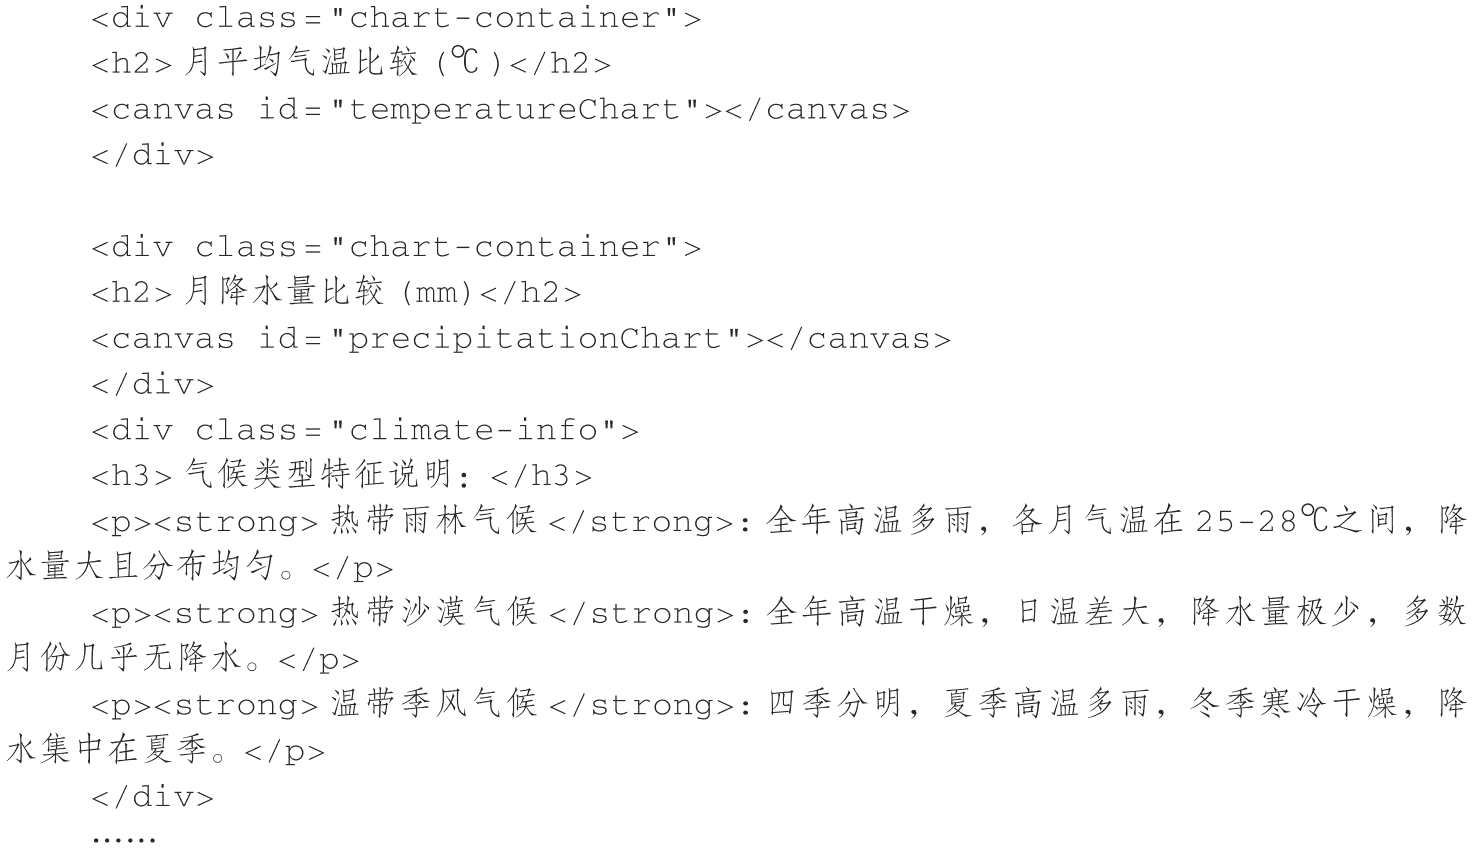 <div class="chart-container">
<h2>月平均气温比较(℃)</h2>
<canvas id="temperatureChart"></canvas>
</div>
<div class="chart-container">
<h2>月降水量比较(mm)</h2>
<canvas id="precipitationChart"></canvas>
</div>
<div class="climate-info">
<h3>气候类型特征说明：</h3>
<p><strong>热带雨林气候</strong>：全年高温多雨，各月气温在25-28℃之间，降
水量大且分布均匀。</p>
<p><strong>热带沙漠气候</strong>：全年高温干燥，日温差大，降水量极少，多数
月份几乎无降水。</p>
<p><strong>温带季风气候</strong>：四季分明，夏季高温多雨，冬季寒冷干燥，降
水集中在夏季。</p>
</div>
……